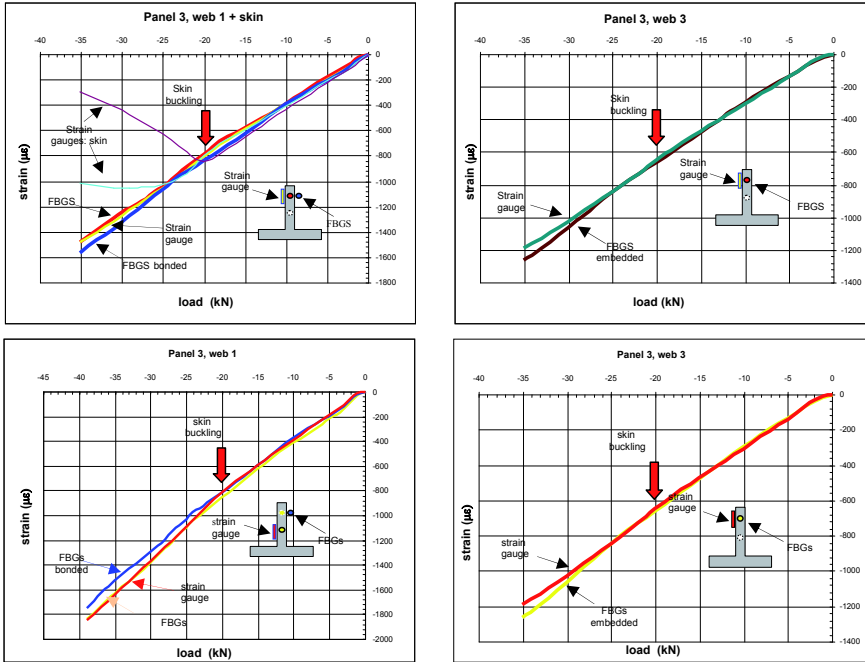 Panel 3, web 1 + skin
-40 -35 -30 -25 -20 -15 -10 -5 0
0
-200
-400
-600
-800
-1000
-1200
-1400
-1600
-1800
Skin
buckling
Strain
gauges: skin
FBGS
Strain
gauge
FBGS bonded
Strain
gauge
FBGS
strain (µε)
load (kN)
Panel 3, web 3
-40 -35 -30 -25 -20 -15 -10 -5 0
0
-200
-400
-600
-800
-1000
-1200
-1400
Skin
buckling
Strain
gauge
FBGS
Strain
gauge
FBGS
embedded
strain (µε)
load (kN)
Panel 3, web 1
-45 -40 -35 -30 -25 -20 -15 -10 -5 0
0
-200
-400
-600
-800
-1000
-1200
-1400
-1600
-1800
-2000
skin
buckling
strain
gauge
FBGs
FBGs
bonded
strain
gauge
FBGs
strain (µε)
load (kN)
Panel 3, web 3
-40 -35 -30 -25 -20 -15 -10 -5 0
0
-200
-400
-600
-800
-1000
-1200
-1400
skin
buckling
strain
gauge
FBGs
strain
gauge
FBGs
embedded
strain (µε)
load (kN)